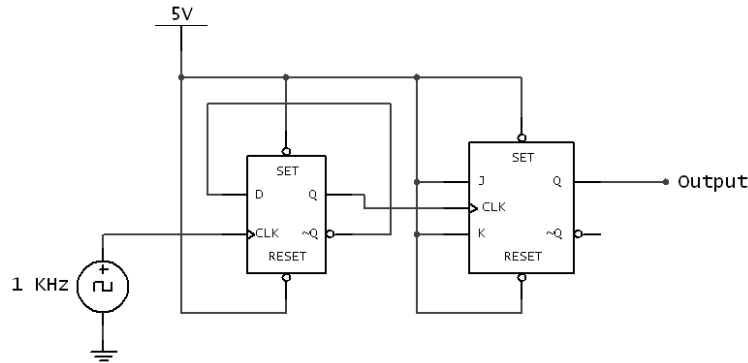 5V
SET
D Q
CLK ~Q
RESET
SET
J Q
CLK
K ~Q
RESET
Output
1 KHz